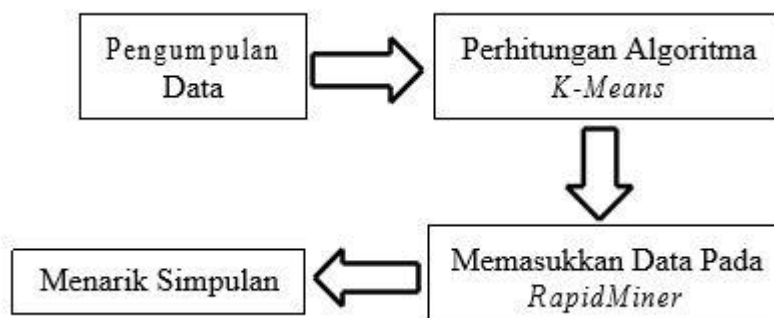 Pengumpulan
Data
Perhitungan Algoritma
K-Means
Memasukkan Data Pada
RapidMiner
Menarik Simpulan